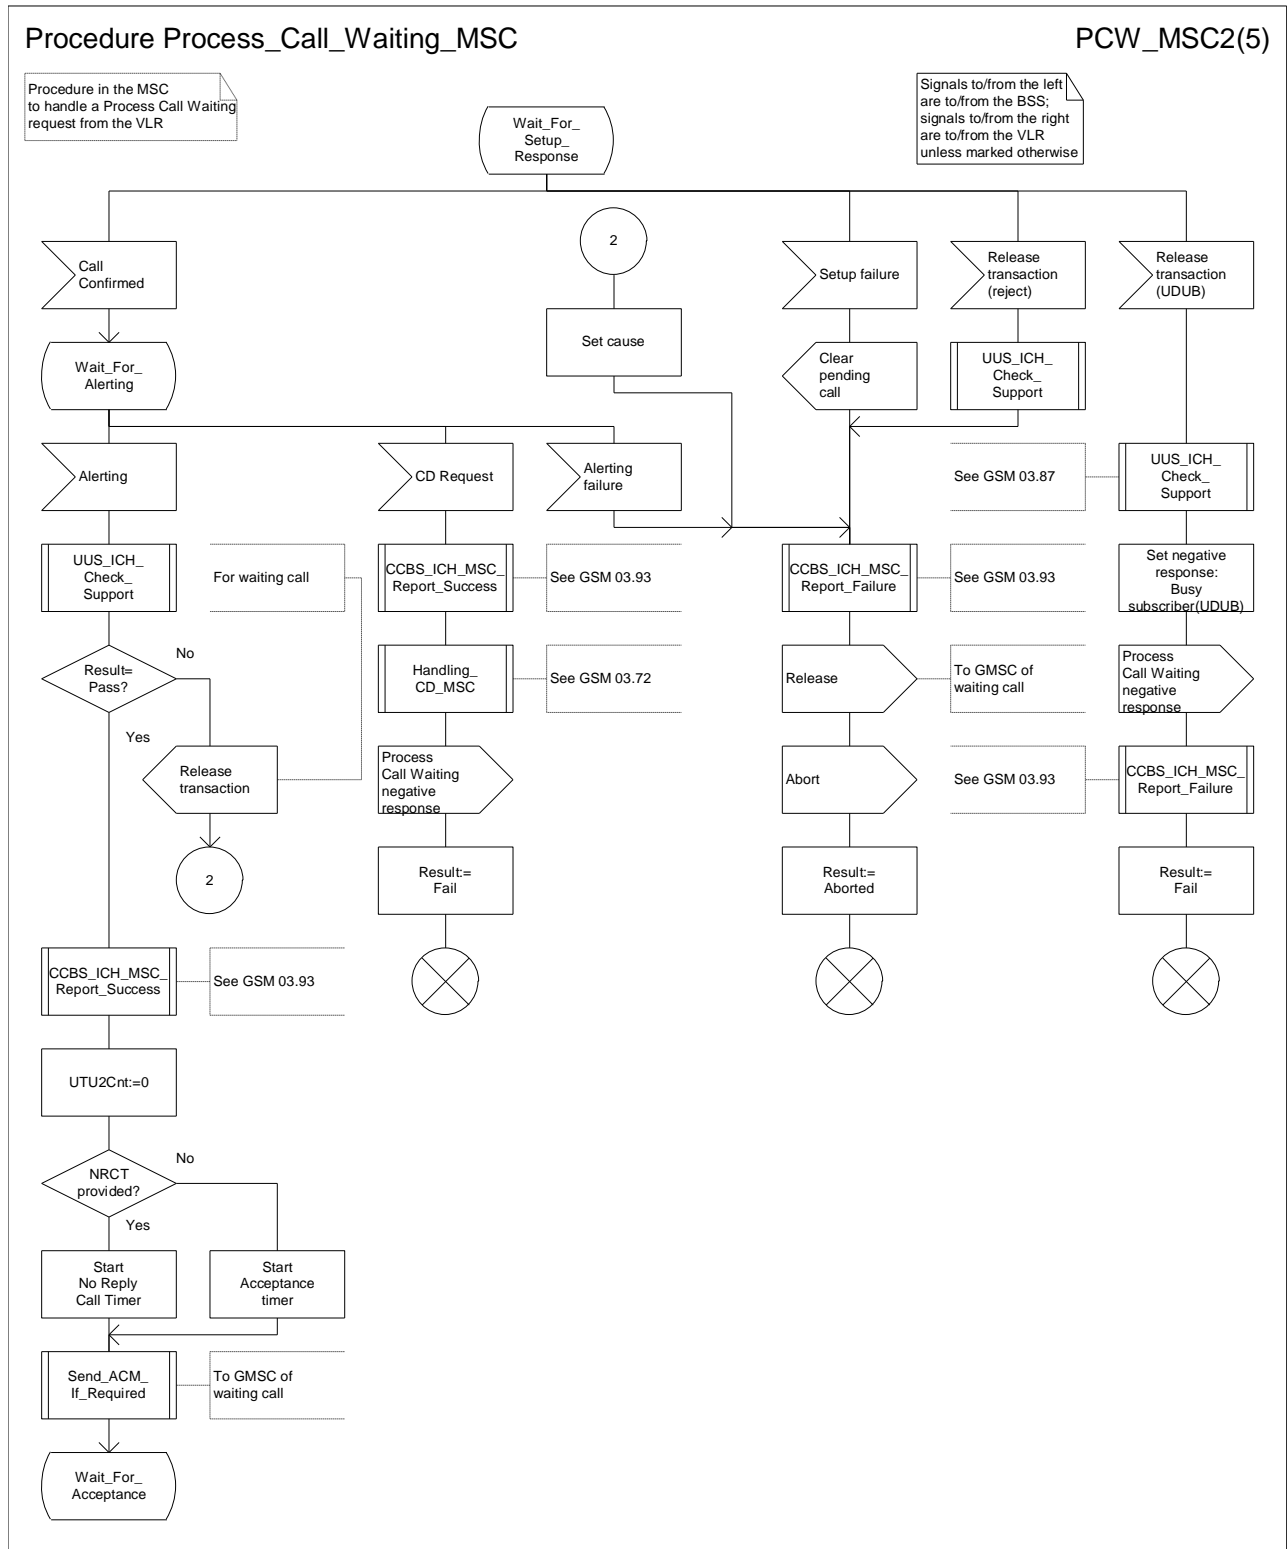 Procedure Process_Call_Waiting_MSC
PCW_MSC2(5)
Procedure in the MSC
to handle a Process Call Waiting
request from the VLR
Signals to/from the left
are to/from the BSS;
signals to/from the right
are to/from the VLR
unless marked otherwise
Wait_For_
Setup_
Response
2
Call
Confirmed
Setup failure
Release
transaction
(reject)
Release
transaction
(UDUB)
Set cause
Wait_For_
Alerting
Clear
pending
call
UUS_ICH_
Check_
Support
Alerting
CD Request
Alerting
failure
See GSM 03.87
UUS_ICH_
Check_
Support
UUS_ICH_
Check_
Support
For waiting call
CCBS_ICH_MSC_
Report_Success
See GSM 03.93
CCBS_ICH_MSC_
Report_Failure
See GSM 03.93
Set negative
response:
Busy
subscriber(UDUB)
Result=
Pass?
No
Yes
Handling_
CD_MSC
See GSM 03.72
Release
To GMSC of
waiting call
Process
Call Waiting
negative
response
Release
transaction
Process
Call Waiting
negative
response
Abort
See GSM 03.93
CCBS_ICH_MSC_
Report_Failure
2
Result:=
Fail
Result:=
Aborted
Result:=
Fail
CCBS_ICH_MSC_
Report_Success
See GSM 03.93
UTU2Cnt:=0
NRCT
provided?
No
Yes
Start
No Reply
Call Timer
Start
Acceptance
timer
Send_ACM_
If_Required
To GMSC of
waiting call
Wait_For_
Acceptance